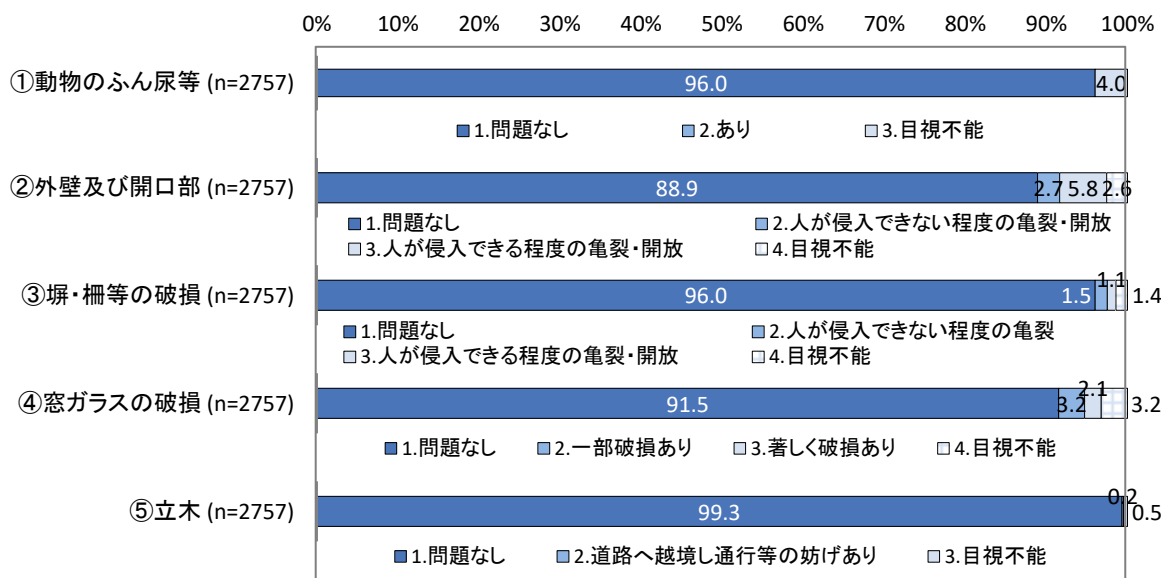 0% 10% 20% 30% 40% 50% 60% 70% 80% 90% 100%
①動物のふん尿等 (n=2757) 96.0 4.0
1.問題なし 2.あり 3.目視不能
②外壁及び開口部 (n=2757) 88.9 2.7 5.8 2.6
1.問題なし 2.人が侵入できない程度の亀裂・開放
3.人が侵入できる程度の亀裂・開放 4.目視不能
③塀・柵等の破損 (n=2757) 96.0 1.5 1.1 1.4
1.問題なし 2.人が侵入できない程度の亀裂
3.人が侵入できる程度の亀裂・開放 4.目視不能
④窓ガラスの破損 (n=2757) 91.5 3.2 2.1 3.2
1.問題なし 2.一部破損あり 3.著しく破損あり 4.目視不能
⑤立木 (n=2757) 99.3 0.2 0.5
1.問題なし 2.道路へ越境し通行等の妨げあり 3.目視不能